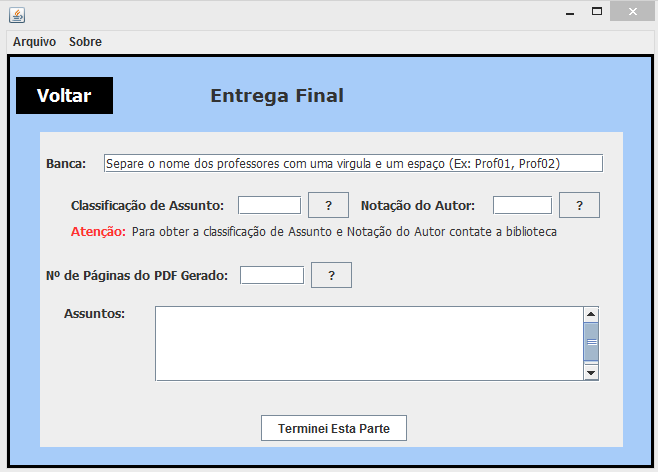 Arquivo Sobre
Voltar Entrega Final
Banca: Separe o nome dos professores com uma virgula e um espaço (Ex: Prof01, Prof02)
Classificação de Assunto: ? Notação do Autor: ?
Atenção: Para obter a classificação de Assunto e Notação do Autor contate a biblioteca
Nº de Páginas do PDF Gerado: ?
Assuntos:
Terminei Esta Parte